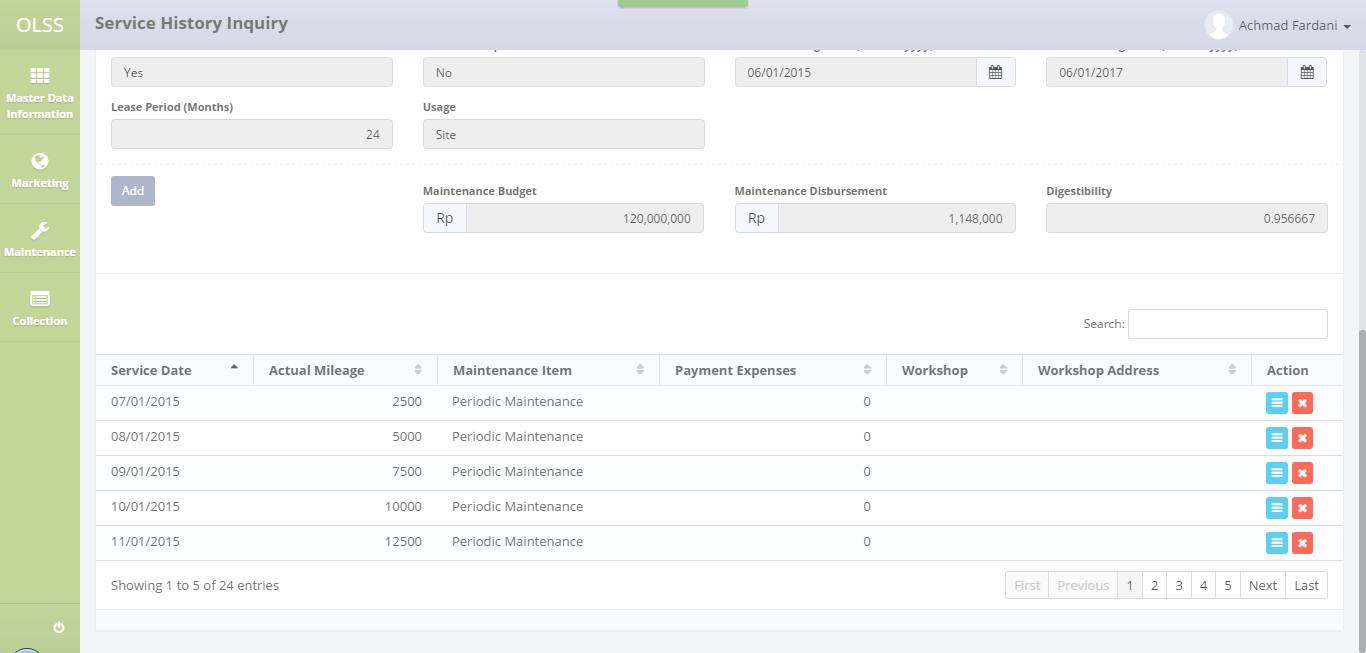 OLSS
Service History Inquiry
Achmad Fardani
Master Data
Information
Marketing
Maintenance
Collection
Yes
No
06/01/2015
06/01/2017
Lease Period (Months)
Usage
24
Site
Add
Maintenance Budget
Maintenance Disbursement
Digestibility
Rp 120,000,000
Rp 1,148,000
0.956667
Search:
Service Date Actual Mileage Maintenance Item Payment Expenses Workshop Workshop Address Action
07/01/2015 2500 Periodic Maintenance 0
08/01/2015 5000 Periodic Maintenance 0
09/01/2015 7500 Periodic Maintenance 0
10/01/2015 10000 Periodic Maintenance 0
11/01/2015 12500 Periodic Maintenance 0
Showing 1 to 5 of 24 entries
First Previous 1 2 3 4 5 Next Last